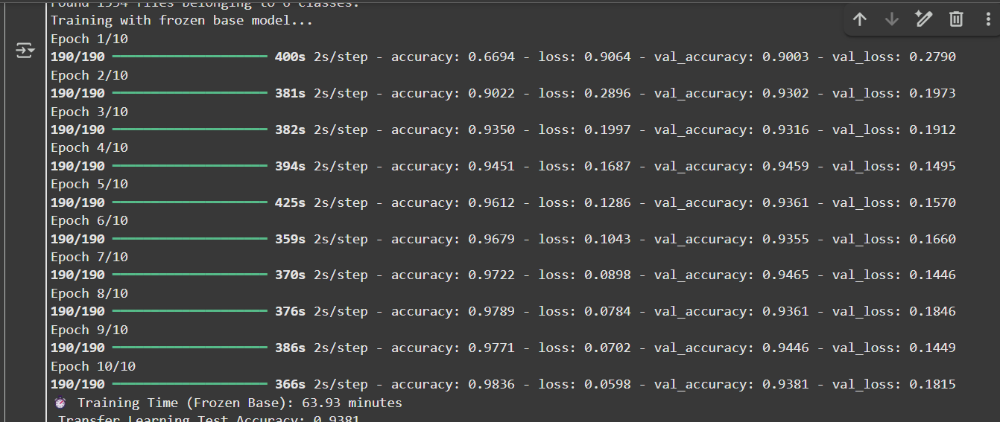 Found 1534 files belonging to 6 classes.
Training with frozen base model...
Epoch 1/10
190/190 ━━━━━━━━━━━━━━━━━━━━ 400s 2s/step - accuracy: 0.6694 - loss: 0.9064 - val_accuracy: 0.9003 - val_loss: 0.2790
Epoch 2/10
190/190 ━━━━━━━━━━━━━━━━━━━━ 381s 2s/step - accuracy: 0.9022 - loss: 0.2896 - val_accuracy: 0.9302 - val_loss: 0.1973
Epoch 3/10
190/190 ━━━━━━━━━━━━━━━━━━━━ 382s 2s/step - accuracy: 0.9350 - loss: 0.1997 - val_accuracy: 0.9316 - val_loss: 0.1912
Epoch 4/10
190/190 ━━━━━━━━━━━━━━━━━━━━ 394s 2s/step - accuracy: 0.9451 - loss: 0.1687 - val_accuracy: 0.9459 - val_loss: 0.1495
Epoch 5/10
190/190 ━━━━━━━━━━━━━━━━━━━━ 425s 2s/step - accuracy: 0.9612 - loss: 0.1286 - val_accuracy: 0.9361 - val_loss: 0.1570
Epoch 6/10
190/190 ━━━━━━━━━━━━━━━━━━━━ 359s 2s/step - accuracy: 0.9679 - loss: 0.1043 - val_accuracy: 0.9355 - val_loss: 0.1660
Epoch 7/10
190/190 ━━━━━━━━━━━━━━━━━━━━ 370s 2s/step - accuracy: 0.9722 - loss: 0.0898 - val_accuracy: 0.9465 - val_loss: 0.1446
Epoch 8/10
190/190 ━━━━━━━━━━━━━━━━━━━━ 376s 2s/step - accuracy: 0.9789 - loss: 0.0784 - val_accuracy: 0.9361 - val_loss: 0.1846
Epoch 9/10
190/190 ━━━━━━━━━━━━━━━━━━━━ 386s 2s/step - accuracy: 0.9771 - loss: 0.0702 - val_accuracy: 0.9446 - val_loss: 0.1449
Epoch 10/10
190/190 ━━━━━━━━━━━━━━━━━━━━ 366s 2s/step - accuracy: 0.9836 - loss: 0.0598 - val_accuracy: 0.9381 - val_loss: 0.1815
⏰ Training Time (Frozen Base): 63.93 minutes
Transfer Learning Test Accuracy: 0.9381